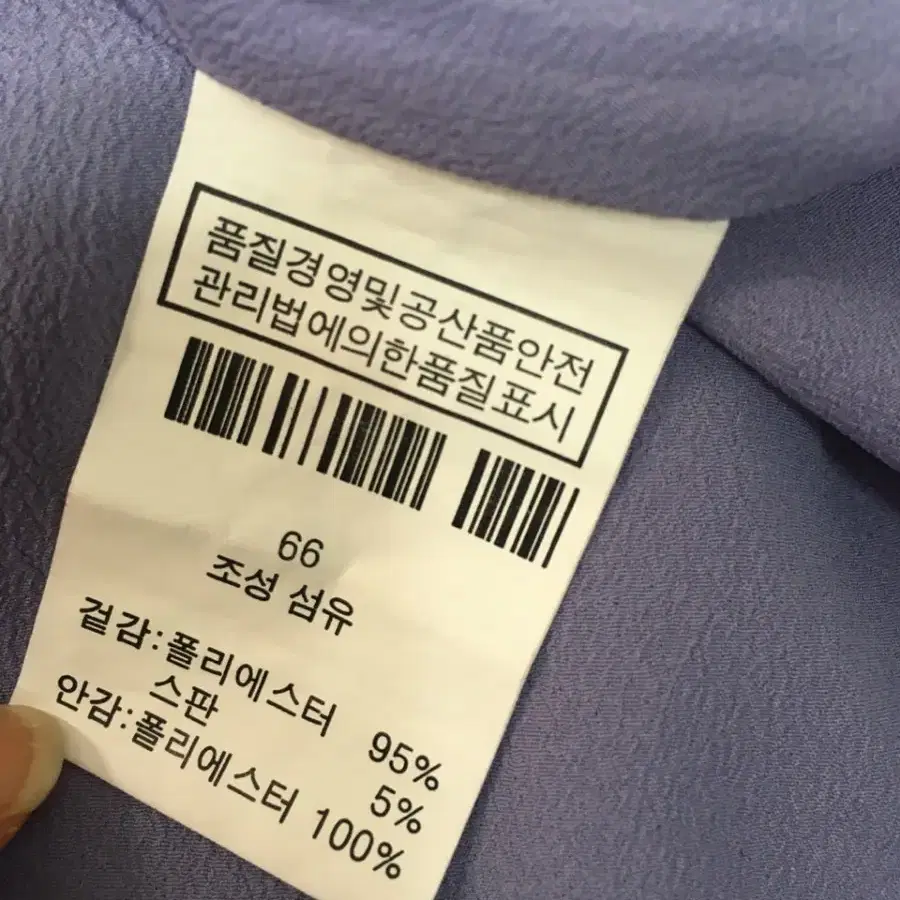 품질경영및공산품안전
관리법에의한품질표시
66
조성 섬유
겉감:폴리에스터 95%
스판 5%
안감:폴리에스터 100%